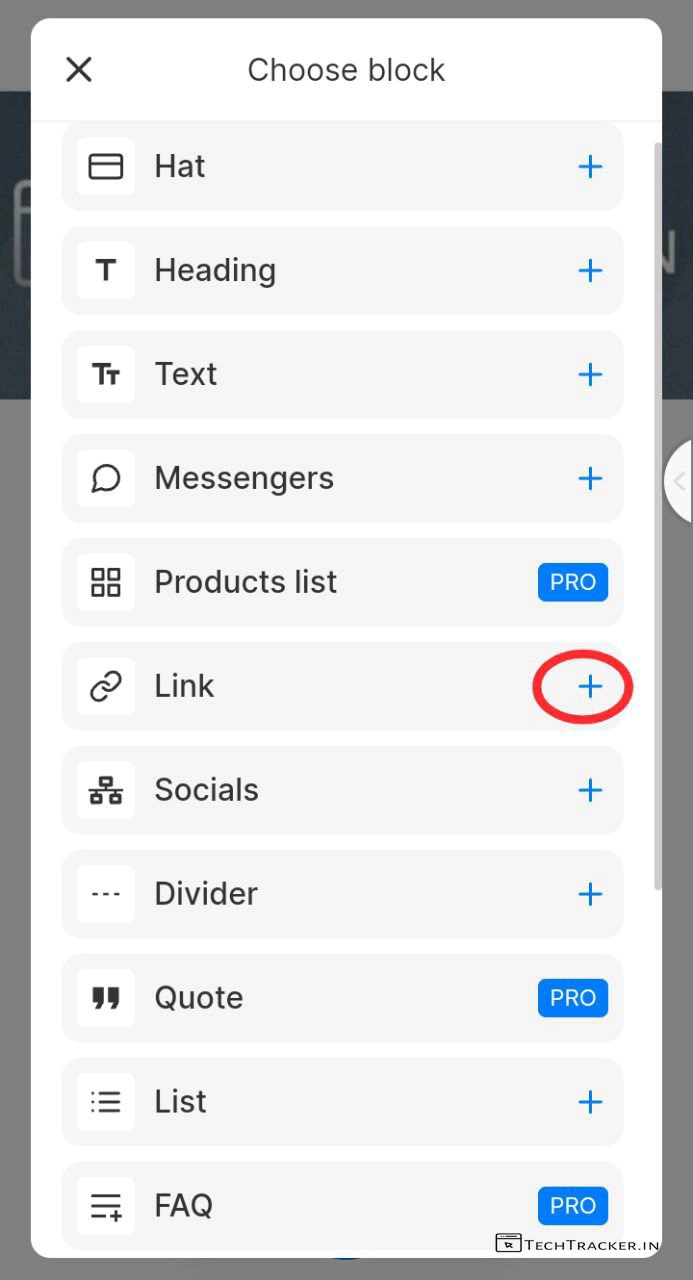 Choose block
Hat
Heading
Text
Messengers
Products list
PRO
Link
Socials
Divider
Quote
PRO
List
FAQ
PRO
TECHTRACKER.IN